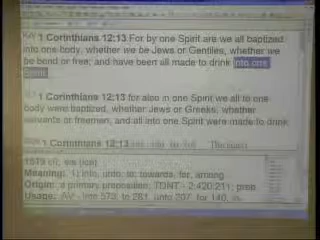 KJV 1 Corinthians 12:13 For by one Spirit are we all baptized
into one body, whether we be Jews or Gentiles, whether we
be bond or free; and have been all made to drink into one
Spirit.
1 Corinthians 12:13 for also in one Spirit we all to one
body were baptized, whether Jews or Greeks, whether
servants or freemen, and all into one Spirit were made to drink,
1 Corinthians 12:13
1519 eis
Meaning: 1) into, unto, to, towards, for, among
Origin: a primary preposition; TDNT - 2:420,211; prep
Usage: AV - into 573, to 281, unto 207, for 140, in